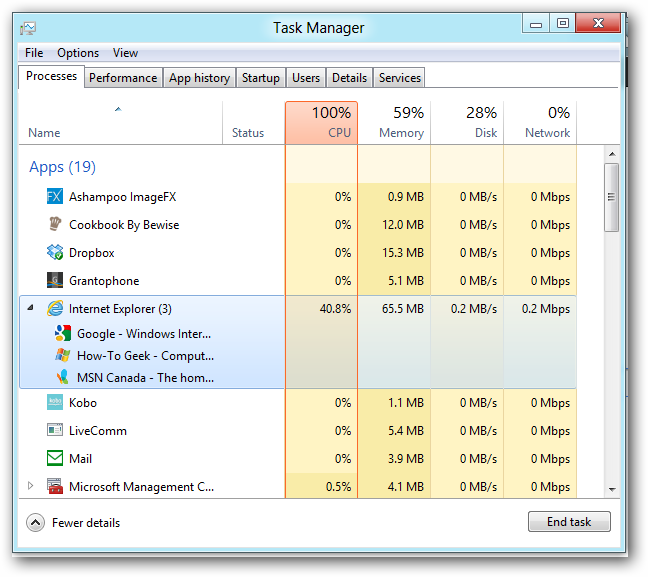 Task Manager
File Options View
Processes Performance App history Startup Users Details Services
100% 59% 28% 0%
Name Status CPU Memory Disk Network
Apps (19)
Ashampoo ImageFX 0% 0.9 MB 0 MB/s 0 Mbps
Cookbook By Bewise 0% 12.0 MB 0 MB/s 0 Mbps
Dropbox 0% 15.3 MB 0 MB/s 0 Mbps
Grantophone 0% 5.1 MB 0 MB/s 0 Mbps
Internet Explorer (3) 40.8% 65.5 MB 0.2 MB/s 0.2 Mbps
Google - Windows Inter...
How-To Geek - Comput...
MSN Canada - The hom...
Kobo 0% 1.1 MB 0 MB/s 0 Mbps
LiveComm 0% 5.4 MB 0 MB/s 0 Mbps
Mail 0% 3.9 MB 0 MB/s 0 Mbps
Microsoft Management C... 0.5% 4.1 MB 0 MB/s 0 Mbps
Fewer details End task